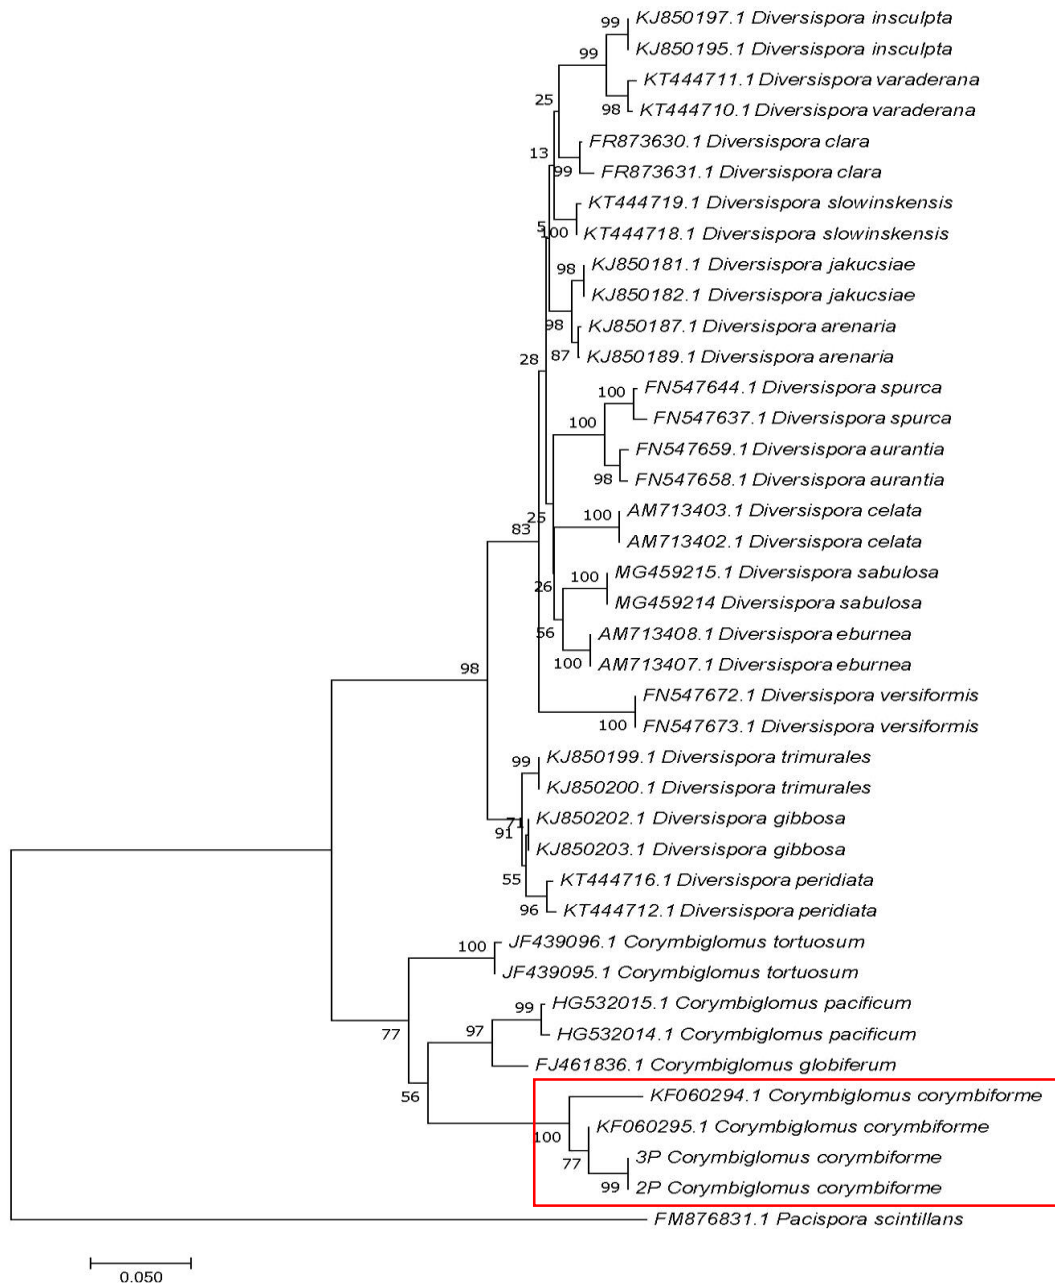 99 KJ850197.1 Diversispora insculpta
KJ850195.1 Diversispora insculpta
99
KT444711.1 Diversispora varaderana
98 KT444710.1 Diversispora varaderana
25
FR873630.1 Diversispora clara
13
99 FR873631.1 Diversispora clara
KT444719.1 Diversispora slowinskensis
5
100 KT444718.1 Diversispora slowinskensis
98 KJ850181.1 Diversispora jakucsiae
KJ850182.1 Diversispora jakucsiae
98 KJ850187.1 Diversispora arenaria
28 87 KJ850189.1 Diversispora arenaria
100 FN547644.1 Diversispora spurca
FN547637.1 Diversispora spurca
100
FN547659.1 Diversispora aurantia
98 FN547658.1 Diversispora aurantia
25 100 AM713403.1 Diversispora celata
83 AM713402.1 Diversispora celata
26 100 MG459215.1 Diversispora sabulosa
MG459214 Diversispora sabulosa
56 AM713408.1 Diversispora eburnea
98 100 AM713407.1 Diversispora eburnea
FN547672.1 Diversispora versiformis
100 FN547673.1 Diversispora versiformis
99 KJ850199.1 Diversispora trimurales
KJ850200.1 Diversispora trimurales
91 71 KJ850202.1 Diversispora gibbosa
KJ850203.1 Diversispora gibbosa
55 KT444716.1 Diversispora peridiata
96 KT444712.1 Diversispora peridiata
100 JF439096.1 Corymbiglomus tortuosum
JF439095.1 Corymbiglomus tortuosum
99 HG532015.1 Corymbiglomus pacificum
77 97 HG532014.1 Corymbiglomus pacificum
FJ461836.1 Corymbiglomus globiferum
56 KF060294.1 Corymbiglomus corymbiforme
100 KF060295.1 Corymbiglomus corymbiforme
77 3P Corymbiglomus corymbiforme
99 2P Corymbiglomus corymbiforme
FM876831.1 Pacispora scintillans
0.050